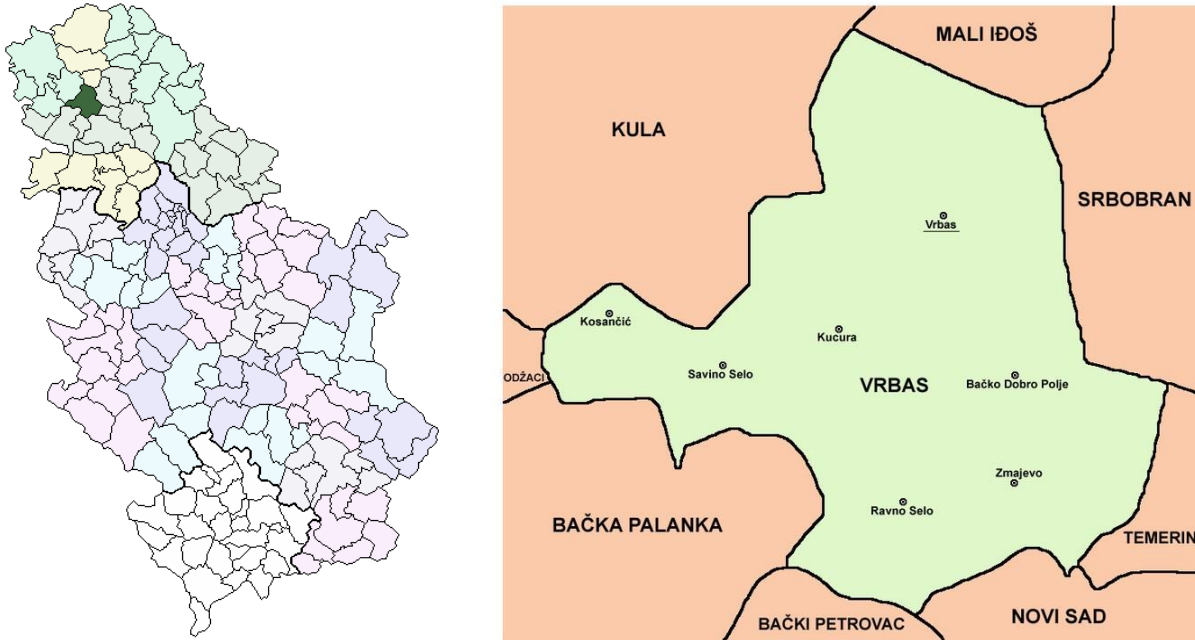 MALI IĐOŠ
KULA
SRBOBRAN
Vrbas
Kosančić
Kucura
Savino Selo
VRBAS
Bačko Dobro Polje
ODŽACI
Zmajevo
Ravno Selo
BAČKA PALANKA
TEMERIN
NOVI SAD
BAČKI PETROVAC